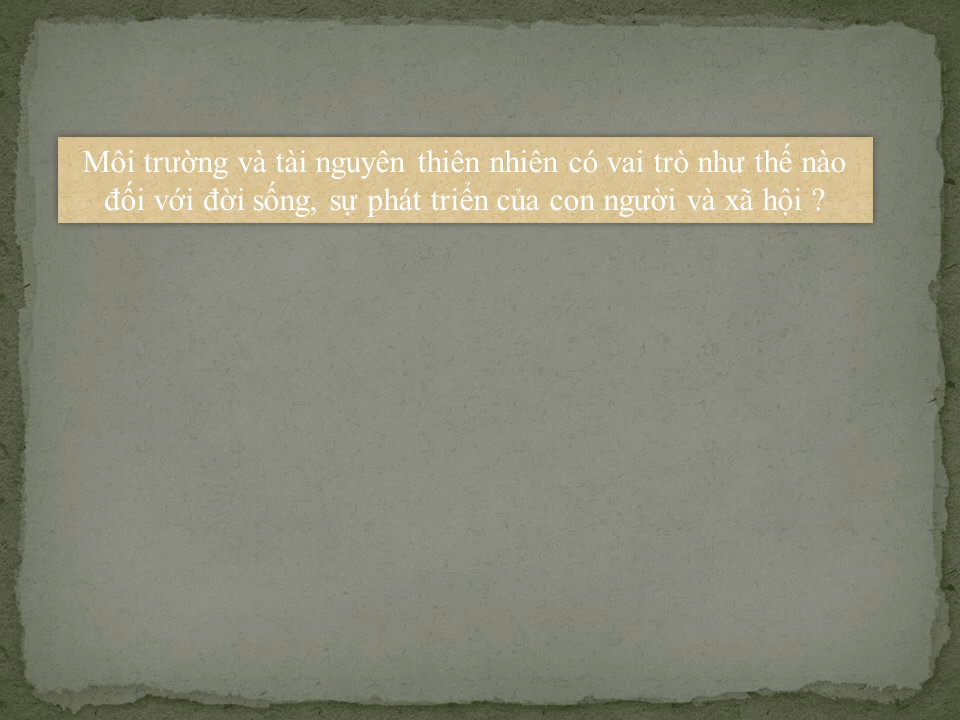 Môi trường và tài nguyên thiên nhiên có vai trò như thế nào
đối với đời sống, sự phát triển của con người và xã hội ?